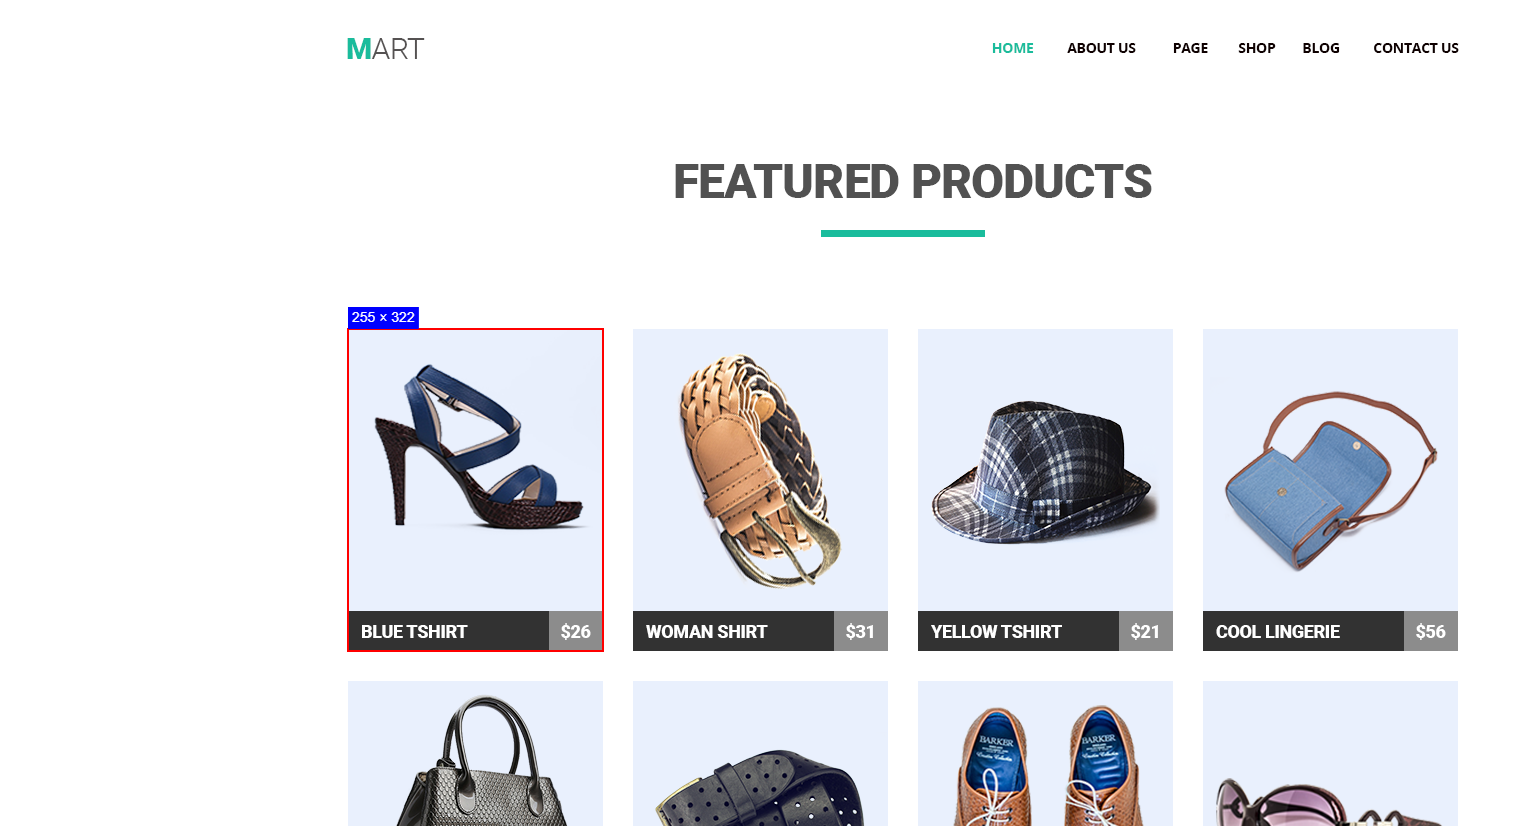 MART
HOME ABOUT US PAGE SHOP BLOG CONTACT US
FEATURED PRODUCTS
255 × 322
BLUE TSHIRT $26
WOMAN SHIRT $31
YELLOW TSHIRT $21
COOL LINGERIE $56
BARKER
BARKER